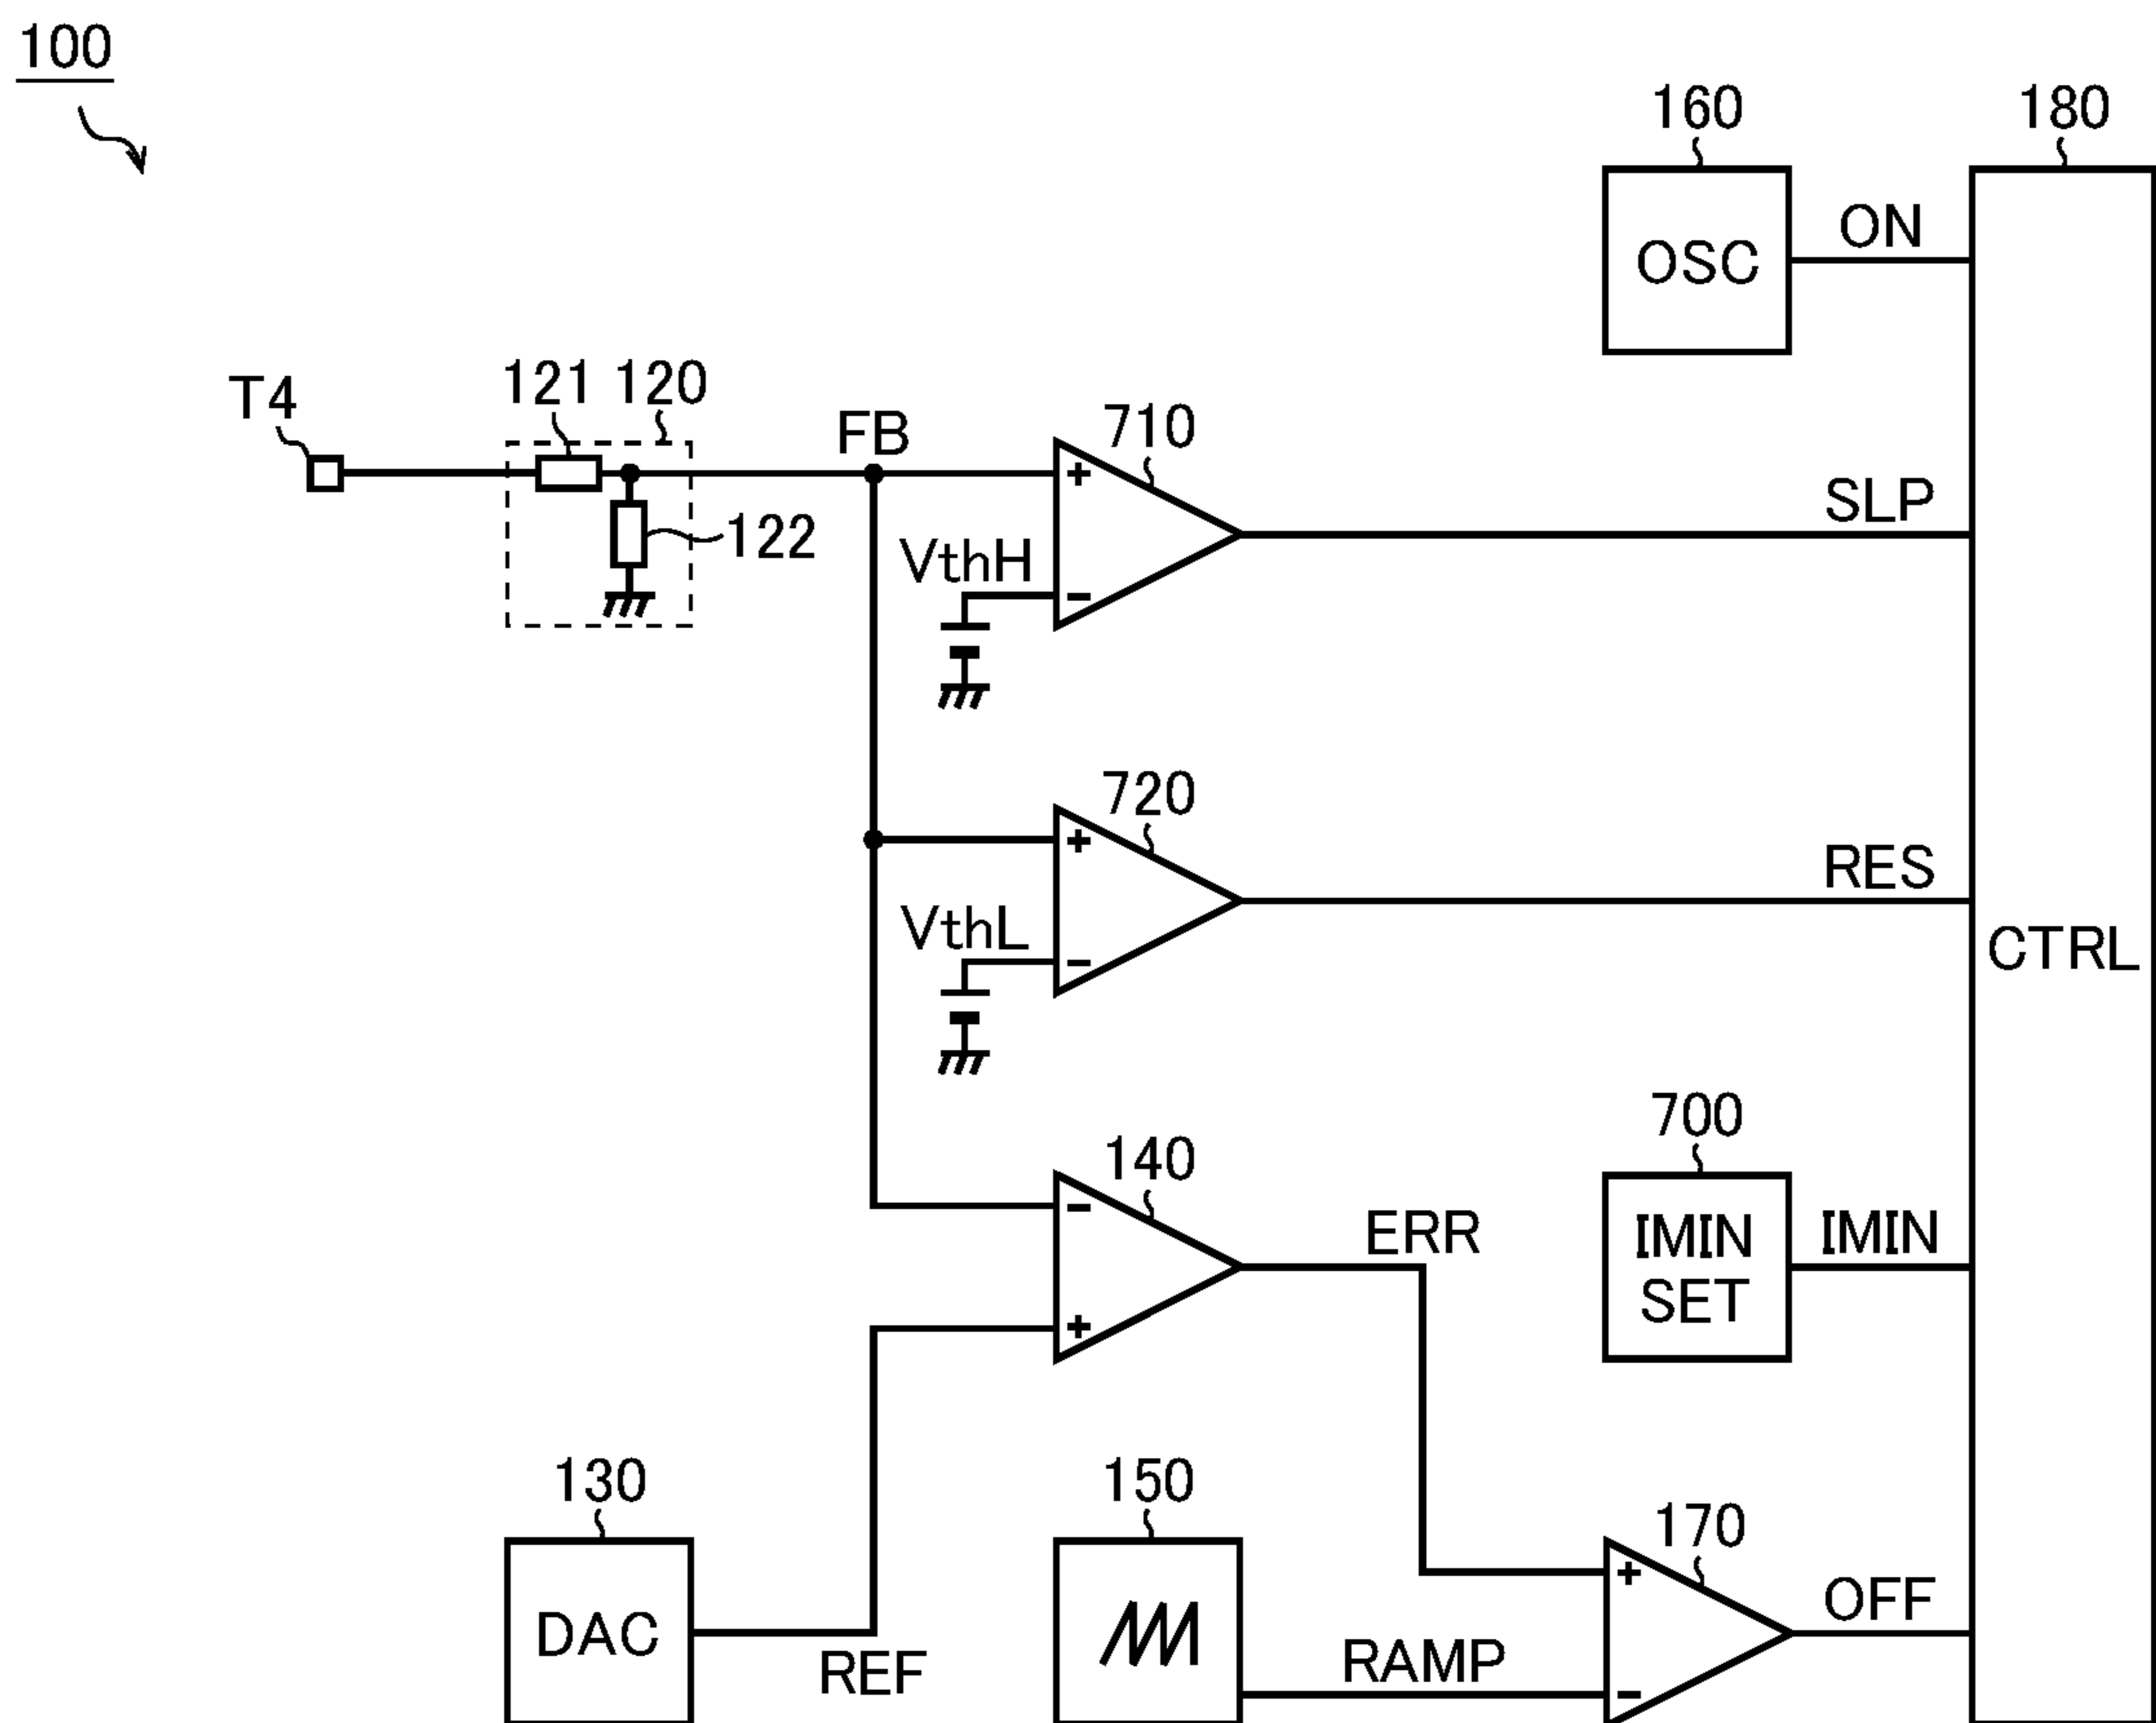 100
160
180
OSC
ON
T4
121
120
FB
710
+
SLP
122
VthH
-
720
+
RES
VthL
-
CTRL
700
140
-
ERR
IMIN
SET
IMIN
+
130
150
170
+
OFF
DAC
REF
RAMP
-